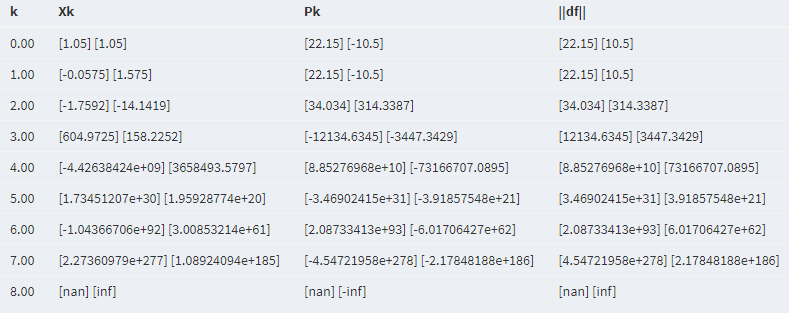 k Xk Pk ||df||
0.00 [1.05] [1.05] [22.15] [-10.5] [22.15] [10.5]
1.00 [-0.0575] [1.575] [22.15] [-10.5] [22.15] [10.5]
2.00 [-1.7592] [-14.1419] [34.034] [314.3387] [34.034] [314.3387]
3.00 [604.9725] [158.2252] [-12134.6345] [-3447.3429] [12134.6345] [3447.3429]
4.00 [-4.42638424e+09] [3658493.5797] [8.85276968e+10] [-73166707.0895] [8.85276968e+10] [73166707.0895]
5.00 [1.73451207e+30] [1.95928774e+20] [-3.46902415e+31] [-3.91857548e+21] [3.46902415e+31] [3.91857548e+21]
6.00 [-1.04366706e+92] [3.00853214e+61] [2.08733413e+93] [-6.01706427e+62] [2.08733413e+93] [6.01706427e+62]
7.00 [2.27360979e+277] [1.08924094e+185] [-4.54721958e+278] [-2.17848188e+186] [4.54721958e+278] [2.17848188e+186]
8.00 [nan] [inf] [nan] [-inf] [nan] [inf]